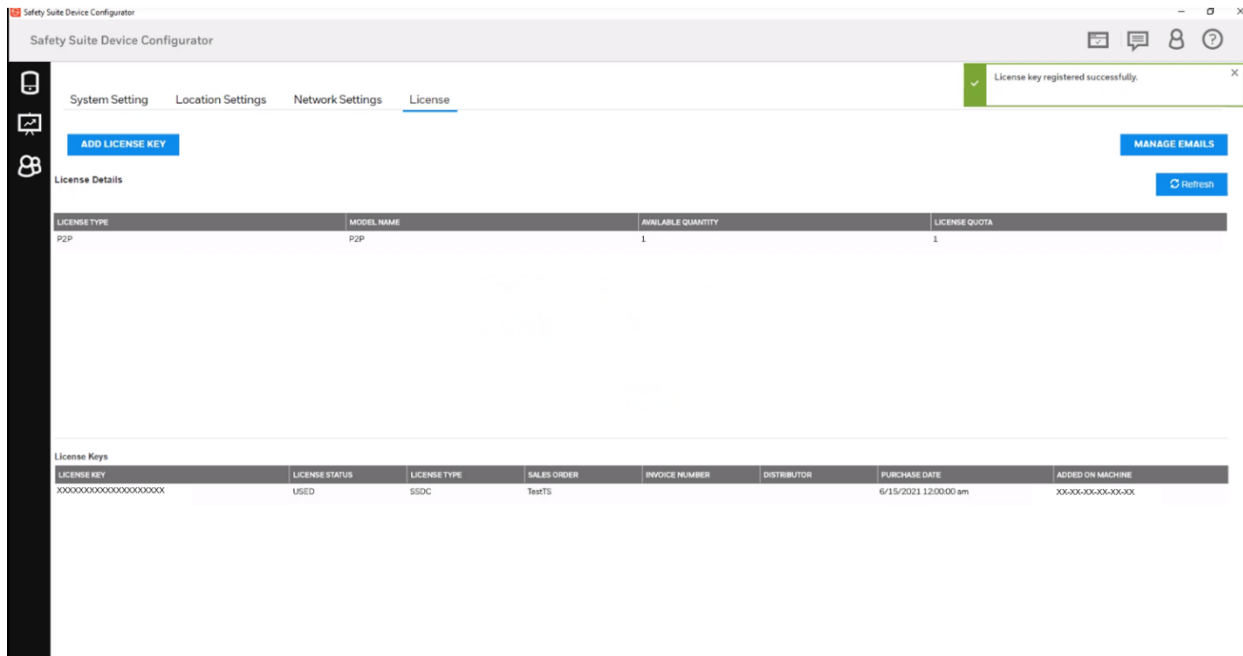 Safety Suite Device Configurator
Safety Suite Device Configurator
License key registered successfully.
System Setting Location Settings Network Settings License
ADD LICENSE KEY MANAGE EMAILS
License Details
Refresh
LICENSE TYPE MODEL NAME AVAILABLE QUANTITY LICENSE QUOTA
P2P P2P 1 1
License Keys
LICENSE KEY LICENSE STATUS LICENSE TYPE SALES ORDER INVOICE NUMBER DISTRIBUTOR PURCHASE DATE ADDED ON MACHINE
XXXXXXXXXXXXXXXXXXXX USED SSDC TestTS 6/15/2021 12:00:00 am XX-XX-XX-XX-XX-XX